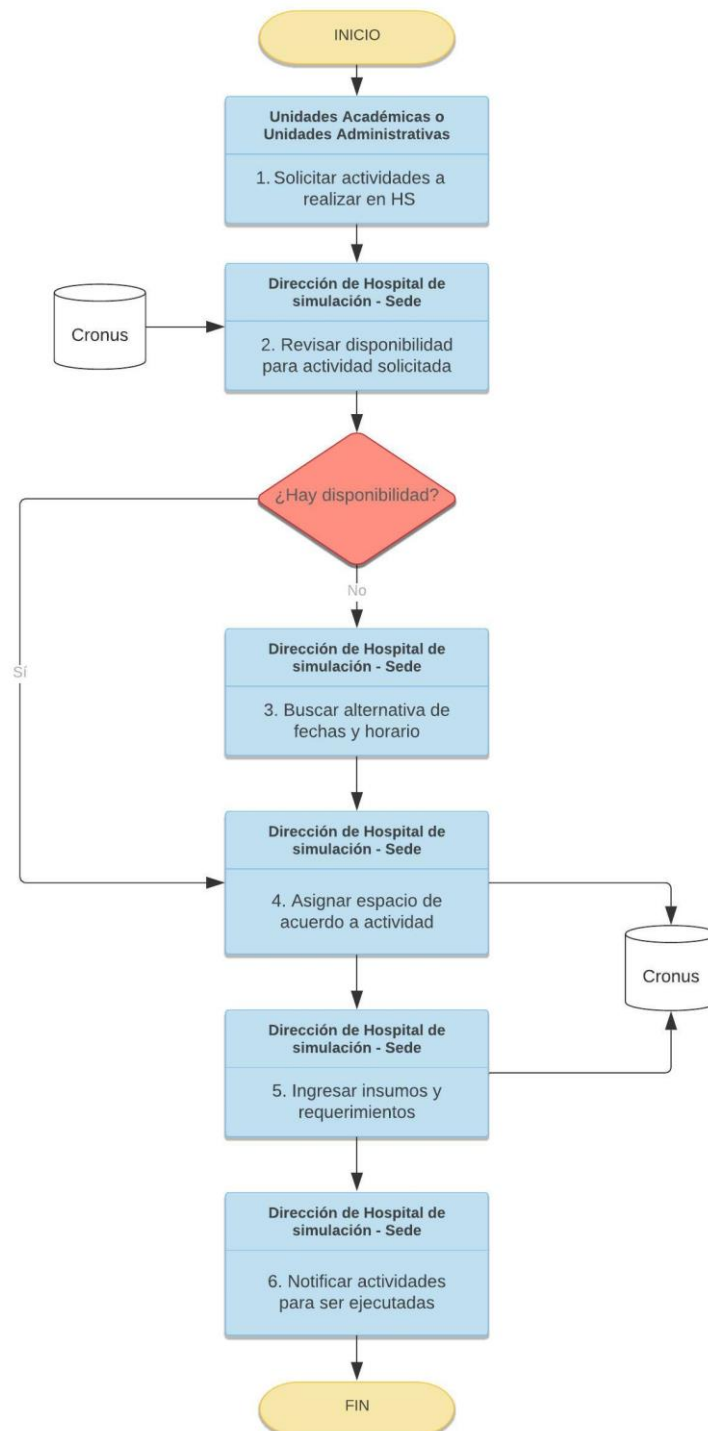 INICIO
Unidades Académicas o
Unidades Administrativas
1. Solicitar actividades a
realizar en HS
Dirección de Hospital de
simulación - Sede
Cronus
2. Revisar disponibilidad
para actividad solicitada
¿Hay disponibilidad?
No
Sí
Dirección de Hospital de
simulación - Sede
3. Buscar alternativa de
fechas y horario
Dirección de Hospital de
simulación - Sede
4. Asignar espacio de
acuerdo a actividad
Cronus
Dirección de Hospital de
simulación - Sede
5. Ingresar insumos y
requerimientos
Dirección de Hospital de
simulación - Sede
6. Notificar actividades
para ser ejecutadas
FIN